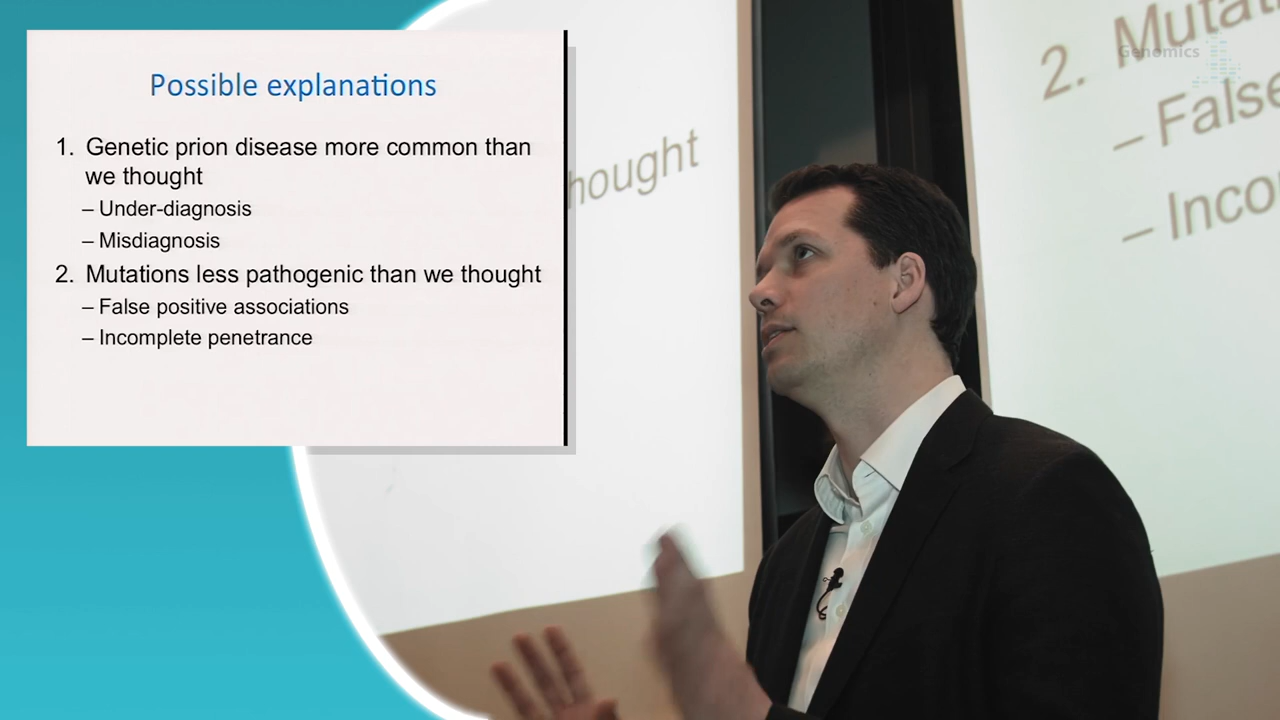 Possible explanations
1. Genetic prion disease more common than
we thought
– Under-diagnosis
– Misdiagnosis
2. Mutations less pathogenic than we thought
– False positive associations
– Incomplete penetrance
hought
2. Mutati
– False
– Inco
Genomics